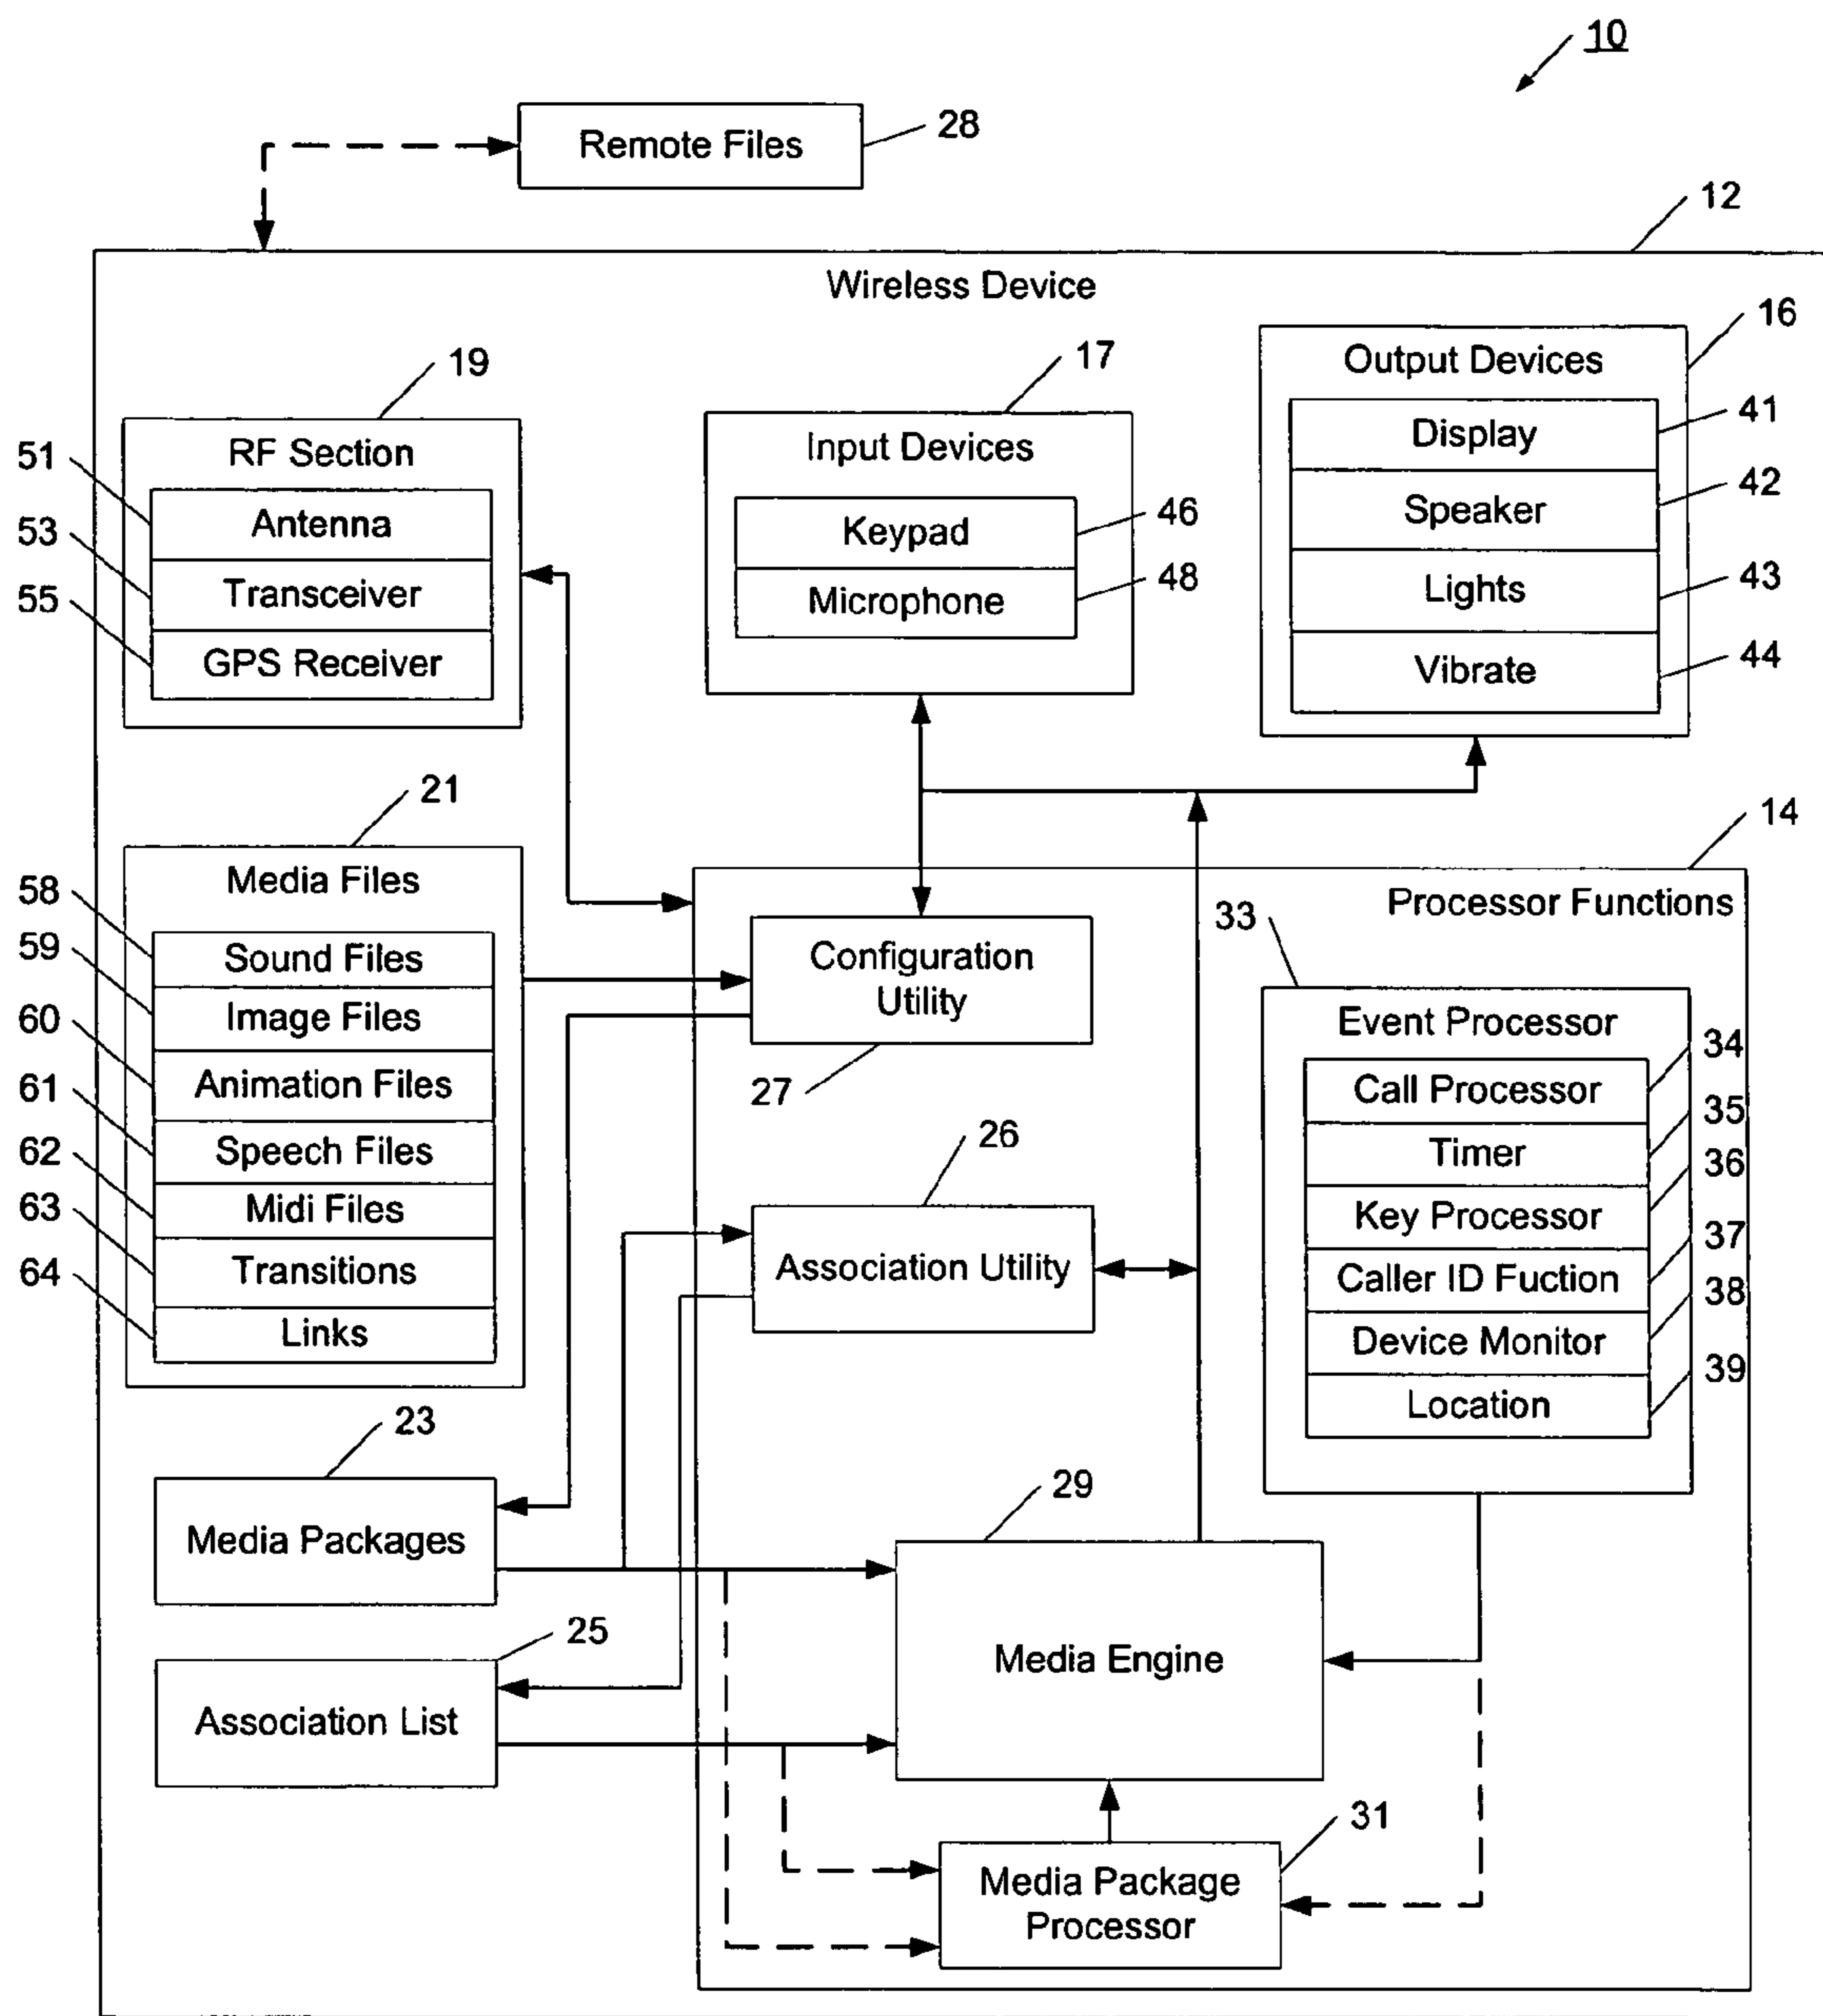 10
Remote Files
28
12
Wireless Device
19
RF Section
51
Antenna
53
Transceiver
55
GPS Receiver
17
Input Devices
Keypad
46
Microphone
48
16
Output Devices
Display
41
Speaker
42
Lights
43
Vibrate
44
21
Media Files
58
Sound Files
59
Image Files
60
Animation Files
61
Speech Files
62
Midi Files
63
Transitions
64
Links
14
Processor Functions
Configuration
Utility
27
26
Association Utility
33
Event Processor
Call Processor
34
Timer
35
Key Processor
36
Caller ID Fuction
37
Device Monitor
38
Location
39
23
Media Packages
25
Association List
29
Media Engine
31
Media Package
Processor